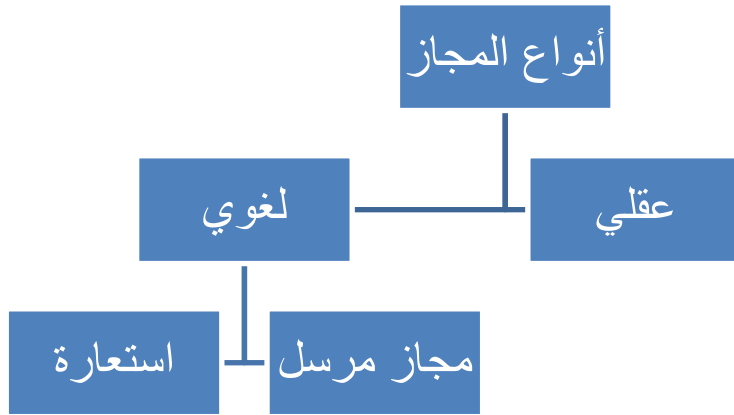 أنواع المجاز
عقلي
لغوي
مجاز مرسل
استعارة